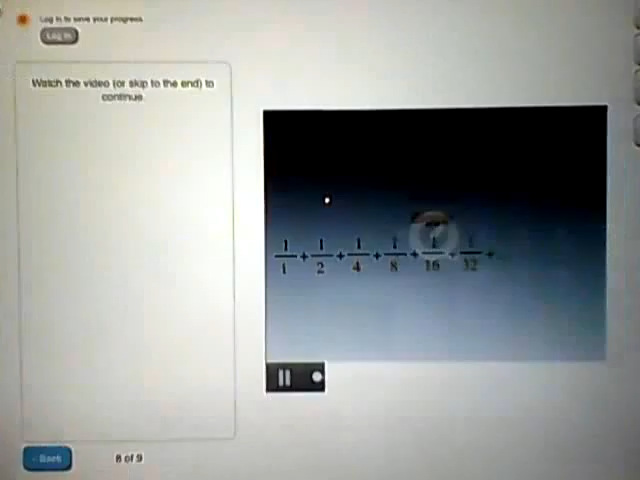 Log in to save your progress.
Log in
Watch the video (or skip to the end) to
continue.
1/1 + 1/2 + 1/4 + 1/8 + 1/16 + 1/32 +
‹ Back
8 of 9